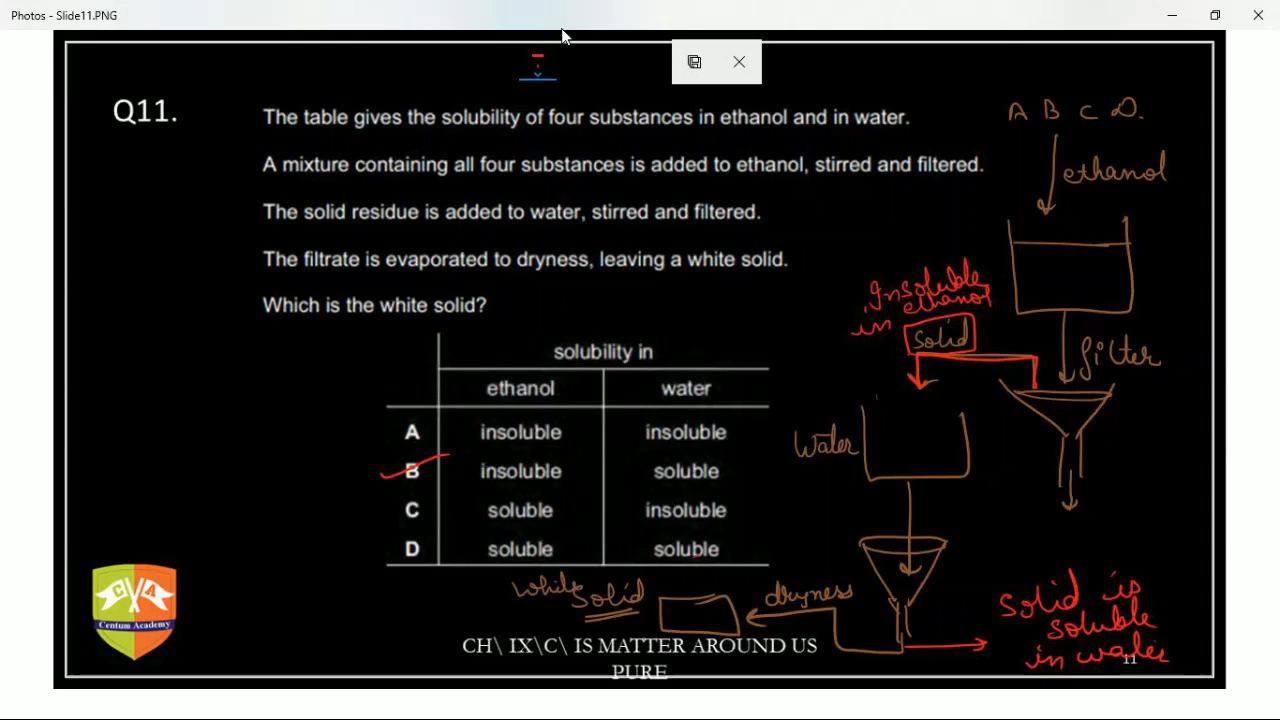 Photos - Slide11.PNG
Q11.
The table gives the solubility of four substances in ethanol and in water.
A mixture containing all four substances is added to ethanol, stirred and filtered.
The solid residue is added to water, stirred and filtered.
The filtrate is evaporated to dryness, leaving a white solid.
Which is the white solid?
solubility in
ethanol water
A insoluble insoluble
B insoluble soluble
C soluble insoluble
D soluble soluble
A B C D.
ethanol
filter
Insoluble
in ethanol
solid
Water
dryness
White Solid
Solid is
soluble
in water
C A
Centum Academy
CH\ IX\C\ IS MATTER AROUND US
PURE
11